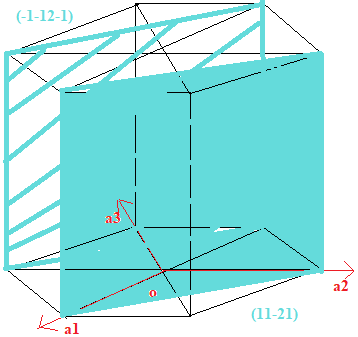 (-1-12-1)
a3
o
a2
a1
(11-21)